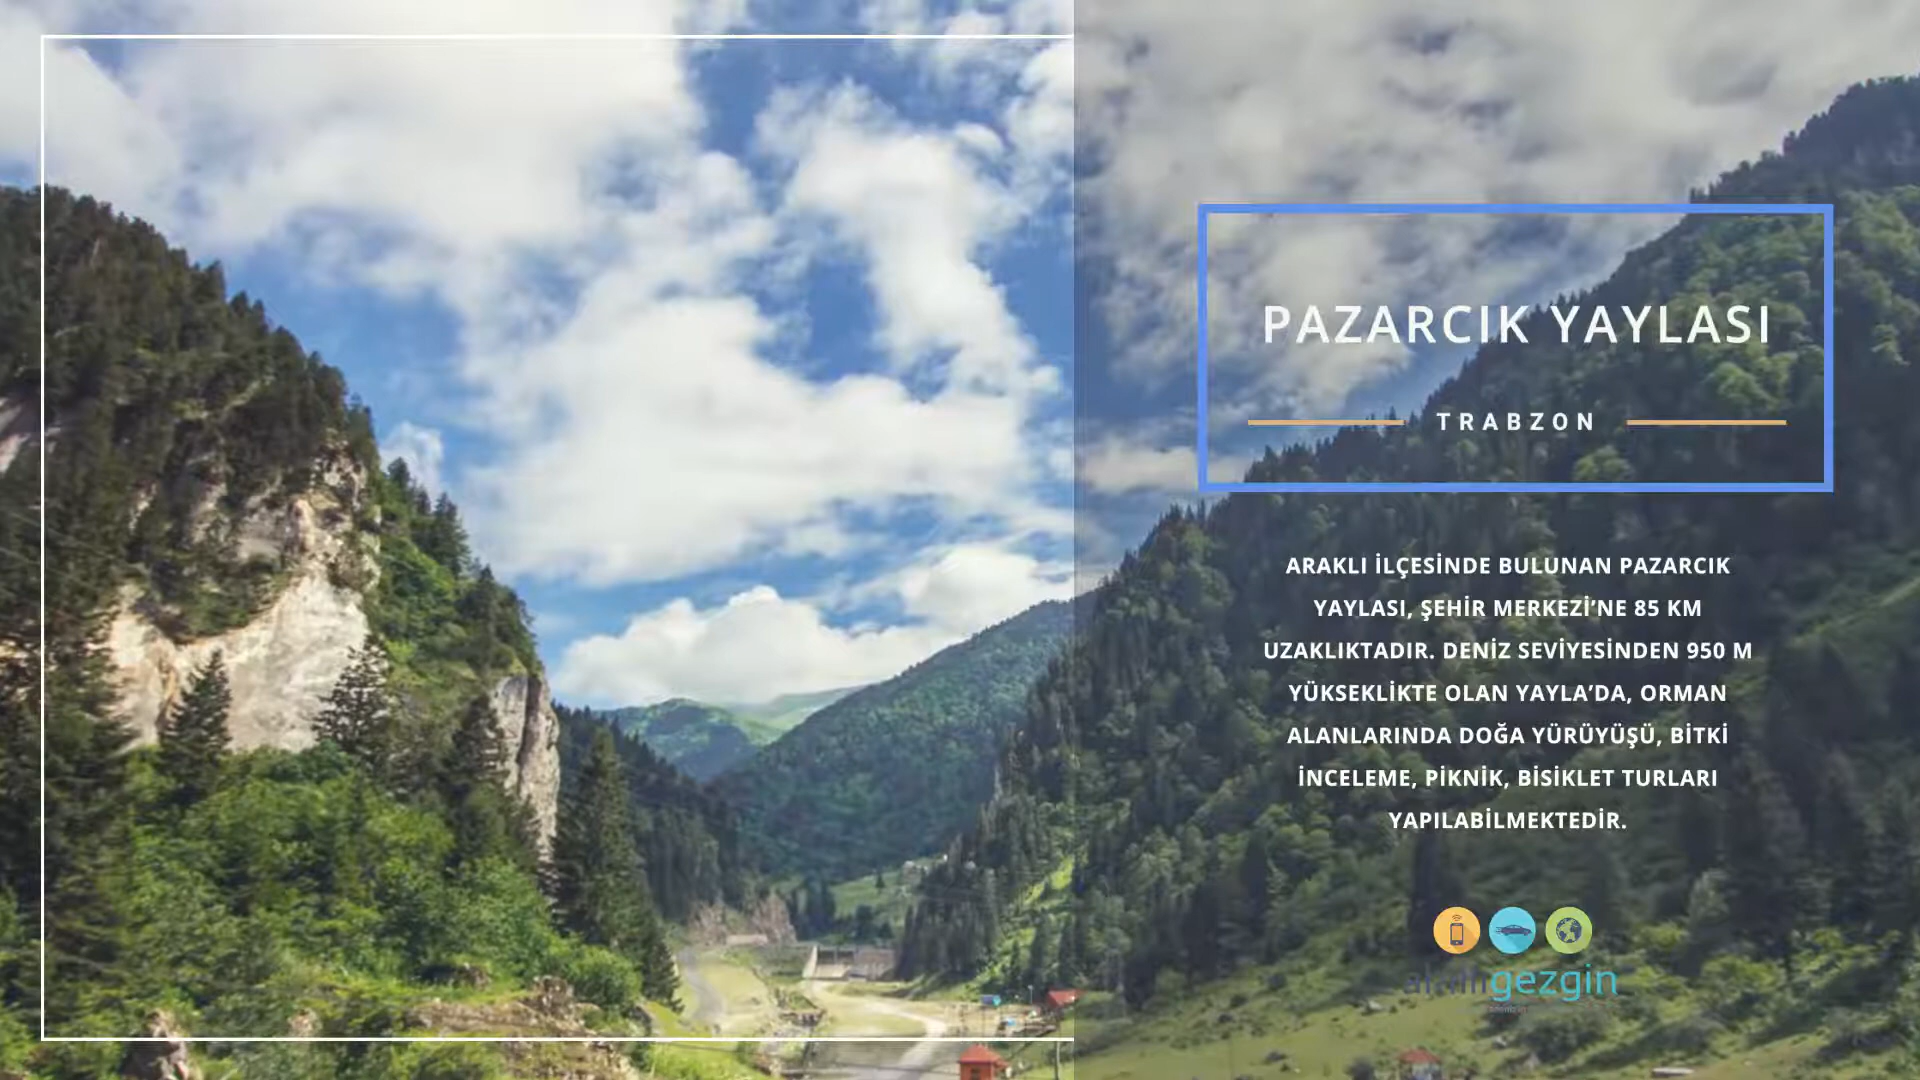 PAZARCIK YAYLASI
TRABZON
ARAKLI İLÇESİNDE BULUNAN PAZARCIK
YAYLASI, ŞEHİR MERKEZİ'NE 85 KM
UZAKLIKTADIR. DENİZ SEVİYESİNDEN 950 M
YÜKSEKLİKTE OLAN YAYLA'DA, ORMAN
ALANLARINDA DOĞA YÜRÜYÜŞÜ, BİTKİ
İNCELEME, PİKNİK, BİSİKLET TURLARI
YAPILABİLMEKTEDİR.
gezgin